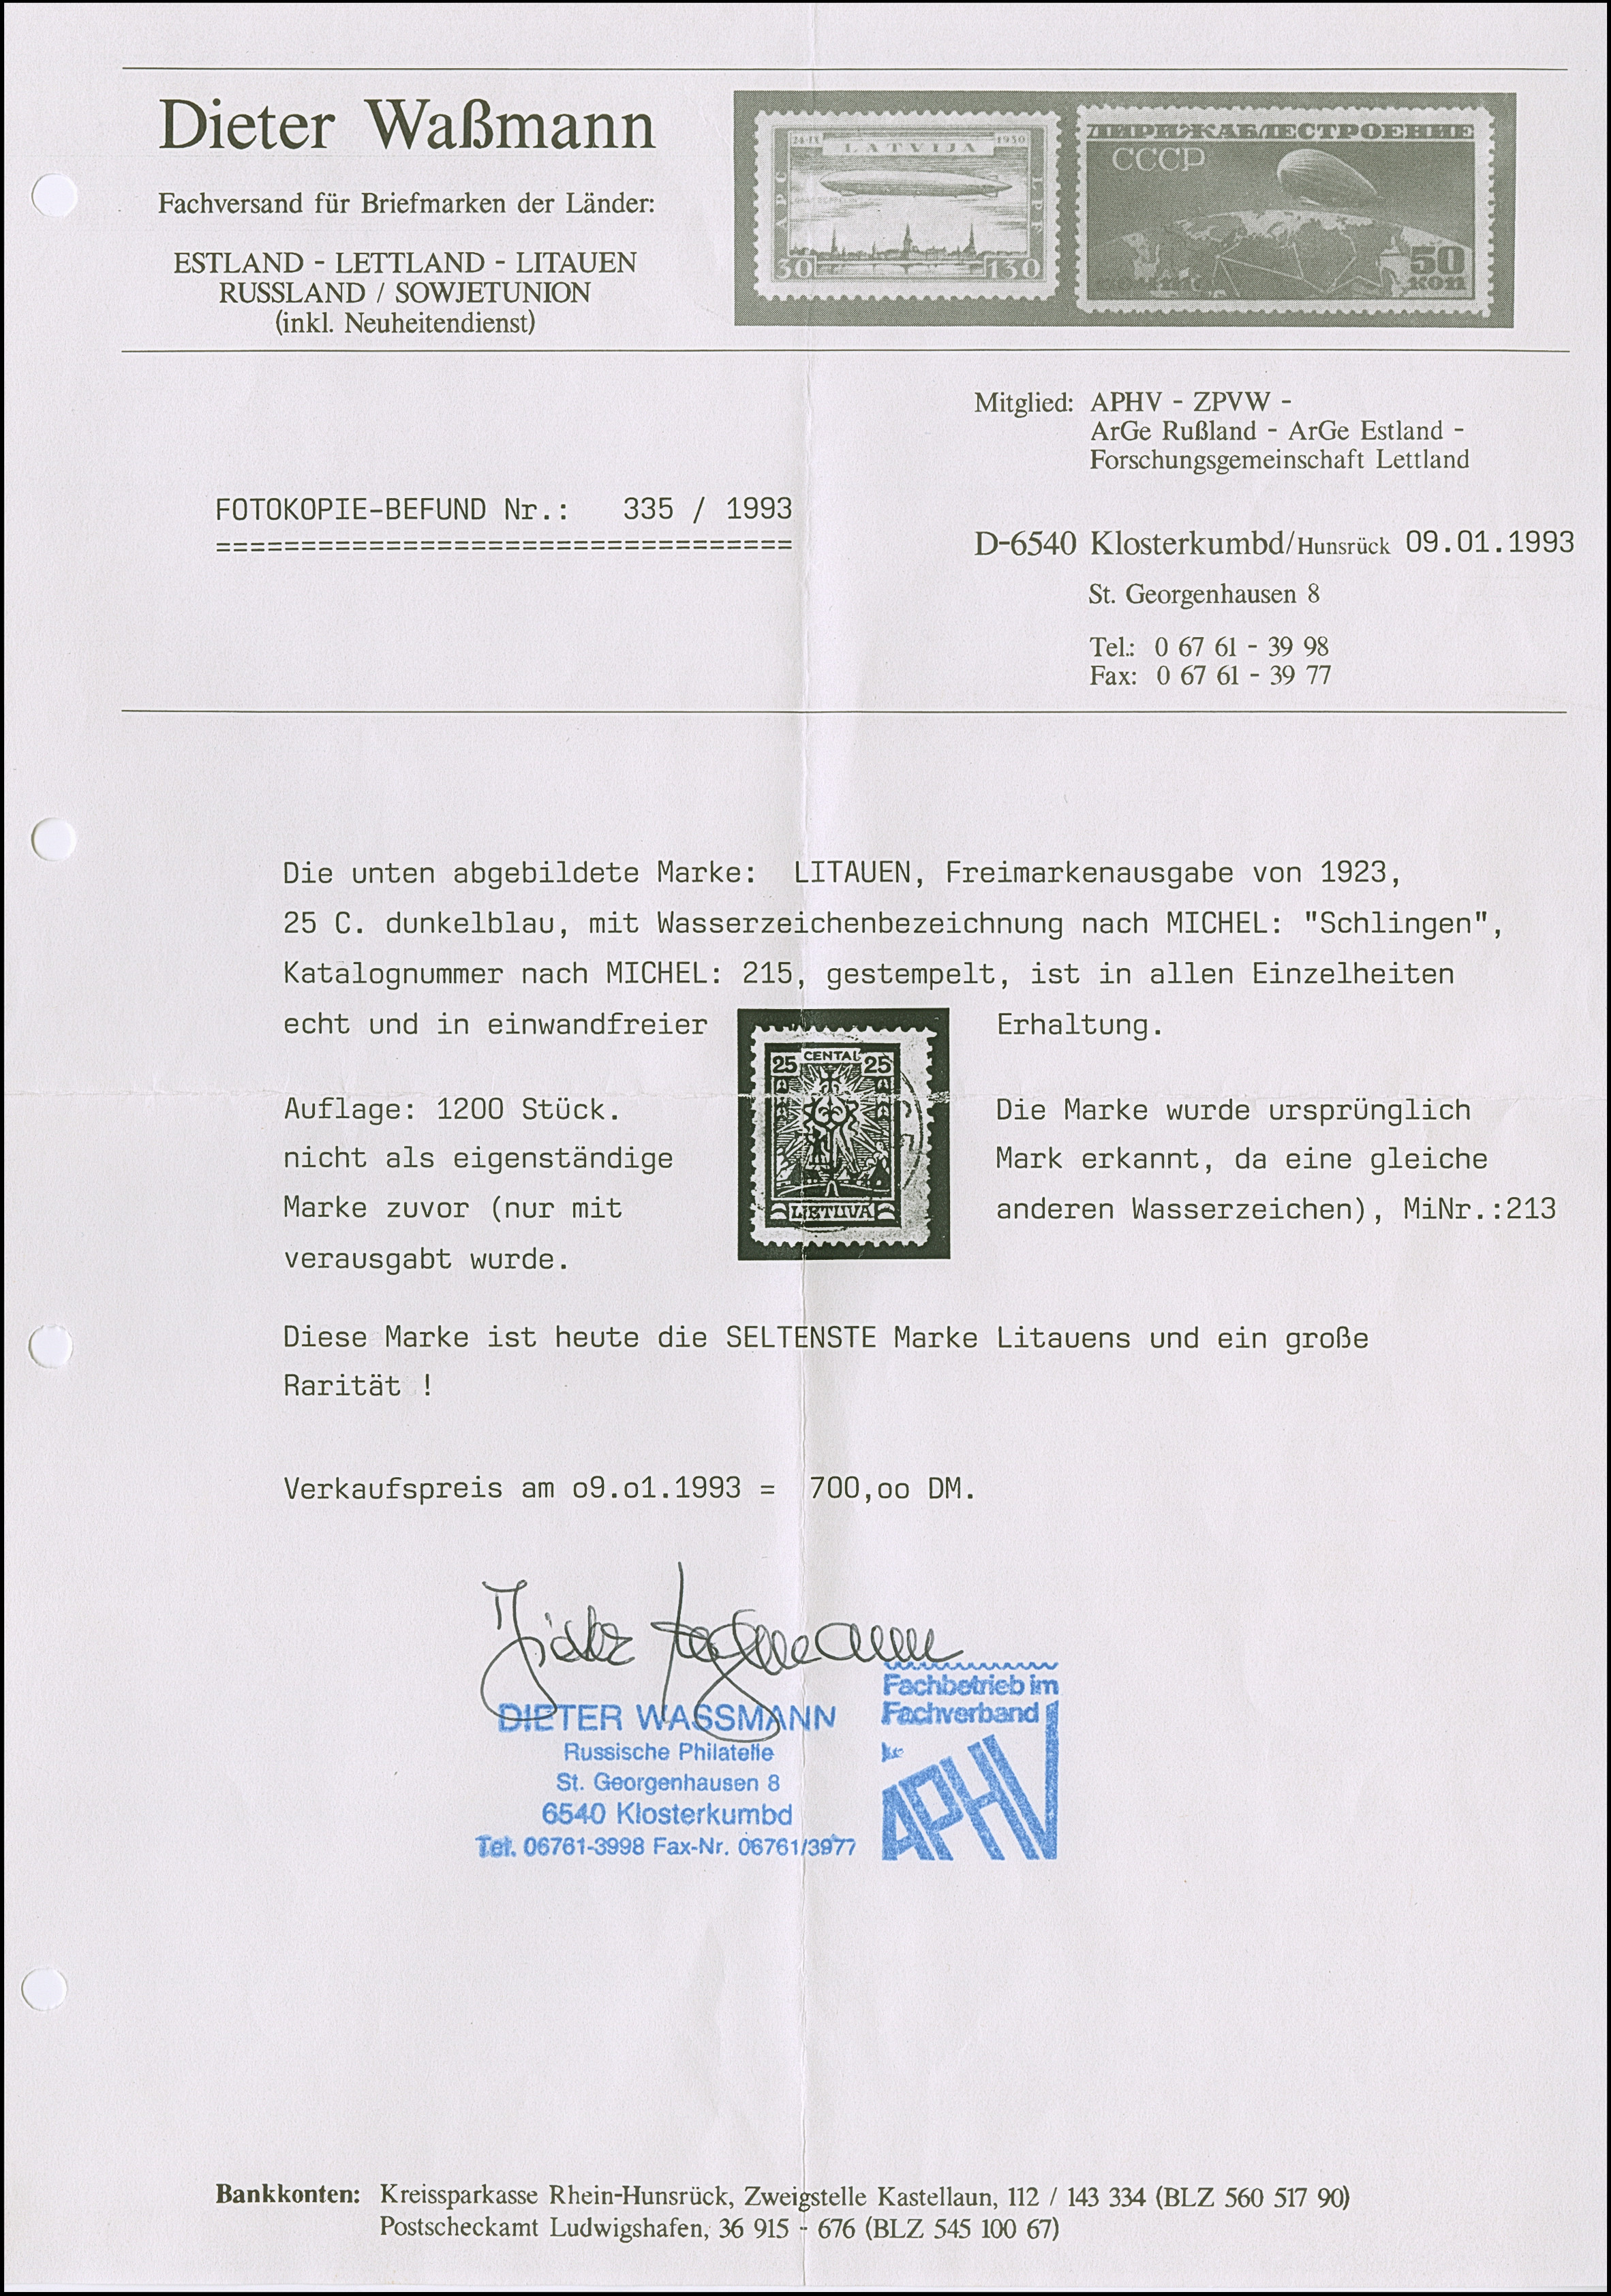 Dieter Waßmann
Fachversand für Briefmarken der Länder:
ESTLAND - LETTLAND - LITAUEN
RUSSLAND / SOWJETUNION
(inkl. Neuheitendienst)
24·IX 1930
LATVIJA
30 130
ДИРИЖАБЛЕСТРОЕНИЕ
СССР
50
КОП
Mitglied: APHV - ZPVW -
ArGe Rußland - ArGe Estland -
Forschungsgemeinschaft Lettland
FOTOKOPIE-BEFUND Nr.: 335 / 1993
==================================
D-6540 Klosterkumbd/Hunsrück 09.01.1993
St. Georgenhausen 8
Tel.: 0 67 61 - 39 98
Fax: 0 67 61 - 39 77
Die unten abgebildete Marke: LITAUEN, Freimarkenausgabe von 1923,
25 C. dunkelblau, mit Wasserzeichenbezeichnung nach MICHEL: "Schlingen",
Katalognummer nach MICHEL: 215, gestempelt, ist in allen Einzelheiten
echt und in einwandfreier Erhaltung.
25 CENTAI 25
LIETUVA
Auflage: 1200 Stück. Die Marke wurde ursprünglich
nicht als eigenständige Mark erkannt, da eine gleiche
Marke zuvor (nur mit anderen Wasserzeichen), MiNr.:213
verausgabt wurde.
Diese Marke ist heute die SELTENSTE Marke Litauens und ein große
Rarität !
Verkaufspreis am o9.o1.1993 = 700,oo DM.
Dieter Waßmann
DIETER WASSMANN
Russische Philatelie
St. Georgenhausen 8
6540 Klosterkumbd
Tel. 06761-3998 Fax-Nr. 06761/3977
Fachbetrieb im
Fachverband
APHV
Bankkonten: Kreissparkasse Rhein-Hunsrück, Zweigstelle Kastellaun, 112 / 143 334 (BLZ 560 517 90)
Postscheckamt Ludwigshafen, 36 915 - 676 (BLZ 545 100 67)